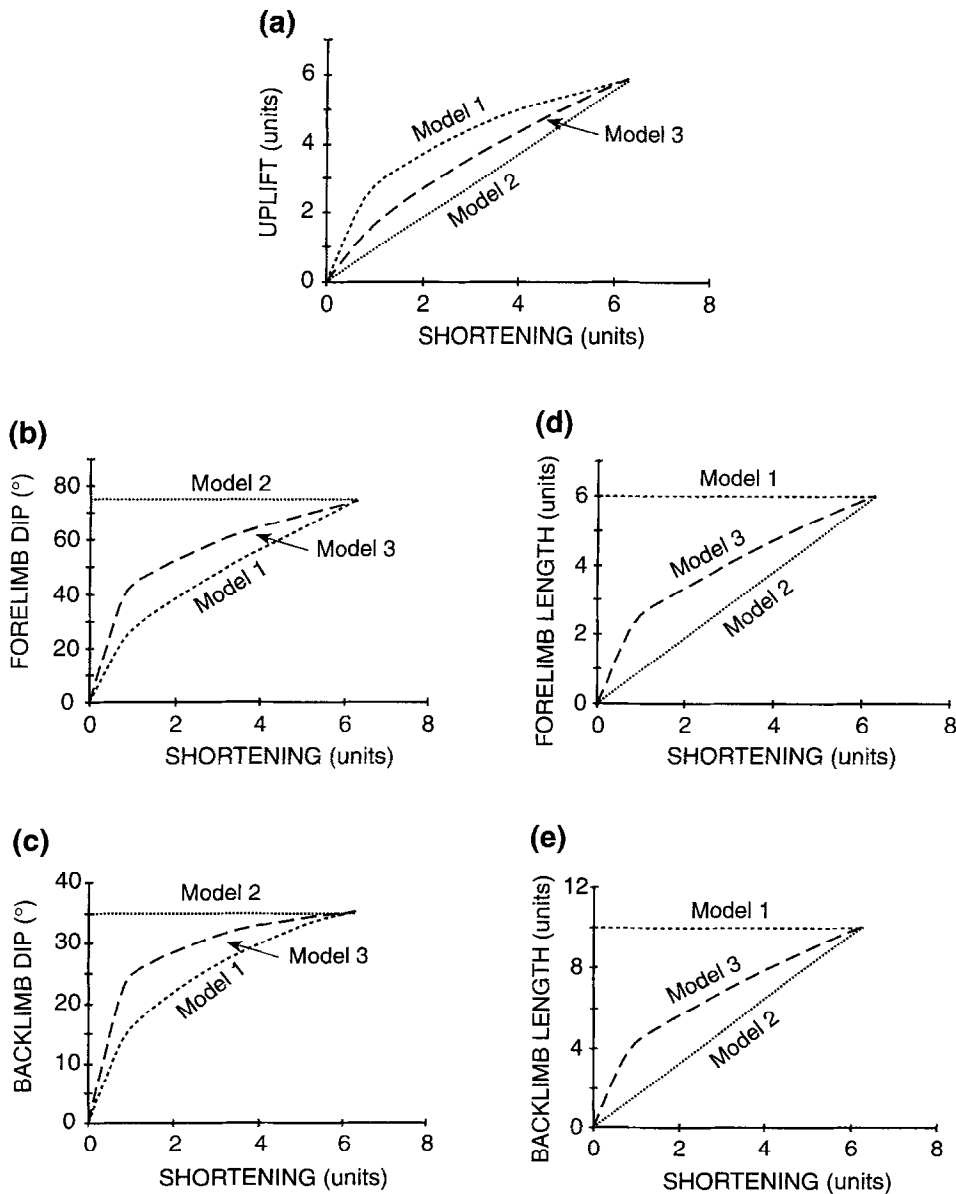 (a)
UPLIFT (units)
6
4
2
0
Model 1
Model 3
Model 2
0 2 4 6 8
SHORTENING (units)
(b)
FORELIMB DIP (°)
80
60
40
20
0
Model 2
Model 3
Model 1
0 2 4 6 8
SHORTENING (units)
(d)
FORELIMB LENGTH (units)
6
4
2
0
Model 1
Model 3
Model 2
0 2 4 6 8
SHORTENING (units)
(c)
BACKLIMB DIP (°)
40
30
20
10
0
Model 2
Model 3
Model 1
0 2 4 6 8
SHORTENING (units)
(e)
BACKLIMB LENGTH (units)
12
8
4
0
Model 1
Model 3
Model 2
0 2 4 6 8
SHORTENING (units)